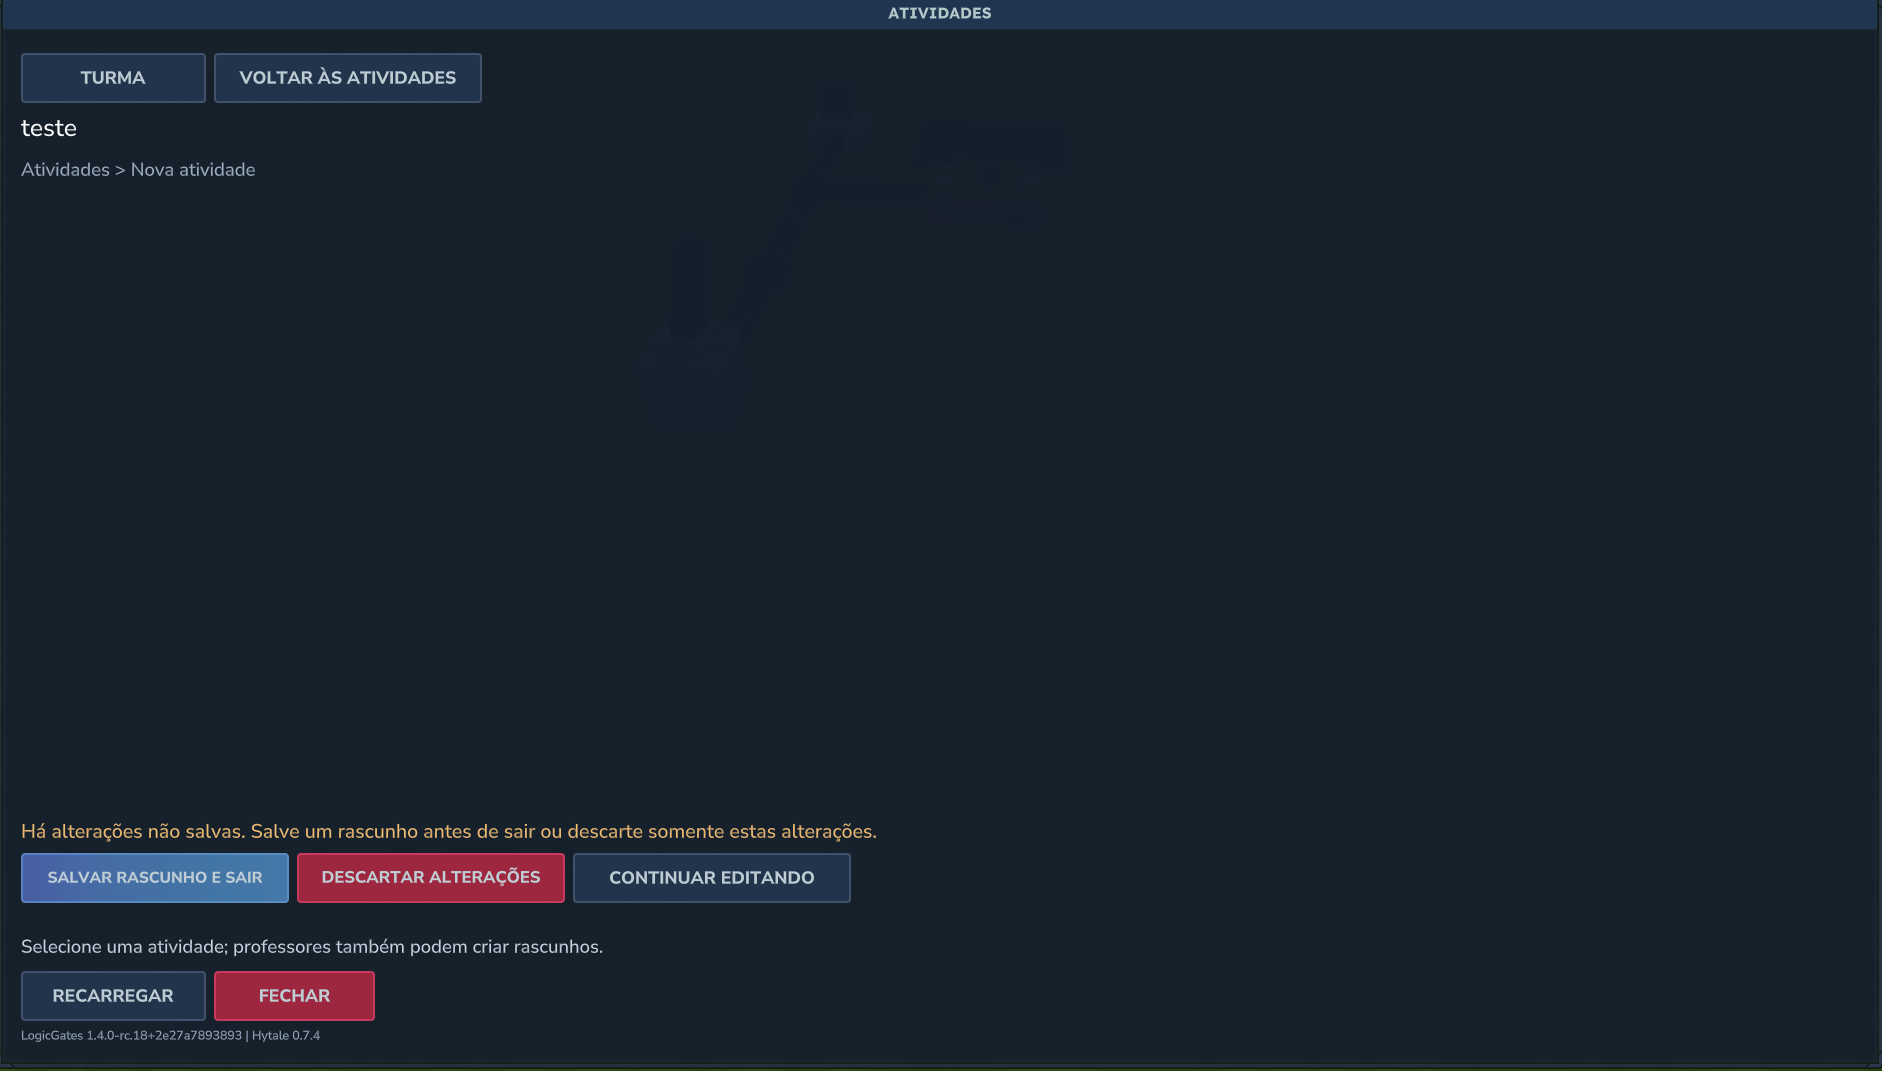 ATIVIDADES
TURMA
VOLTAR ÀS ATIVIDADES
teste
Atividades > Nova atividade
Há alterações não salvas. Salve um rascunho antes de sair ou descarte somente estas alterações.
SALVAR RASCUNHO E SAIR
DESCARTAR ALTERAÇÕES
CONTINUAR EDITANDO
Selecione uma atividade; professores também podem criar rascunhos.
RECARREGAR
FECHAR
LogicGates 1.4.0-rc.18+2e27a7893893 | Hytale 0.7.4